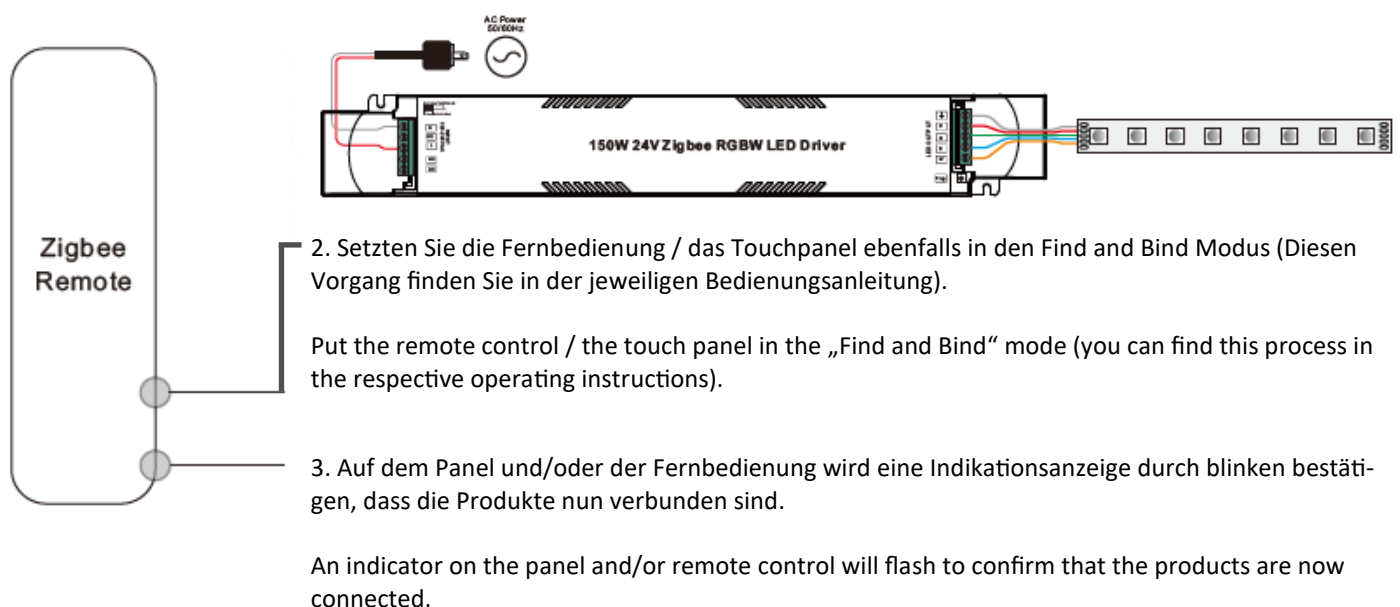 AC Power
50/60Hz
150W 24V Zigbee RGBW LED Driver
LED OUTPUT
Zigbee
Remote
2. Setzten Sie die Fernbedienung / das Touchpanel ebenfalls in den Find and Bind Modus (Diesen
Vorgang finden Sie in der jeweiligen Bedienungsanleitung).
Put the remote control / the touch panel in the „Find and Bind“ mode (you can find this process in
the respective operating instructions).
3. Auf dem Panel und/oder der Fernbedienung wird eine Indikationsanzeige durch blinken bestäti-
gen, dass die Produkte nun verbunden sind.
An indicator on the panel and/or remote control will flash to confirm that the products are now
connected.